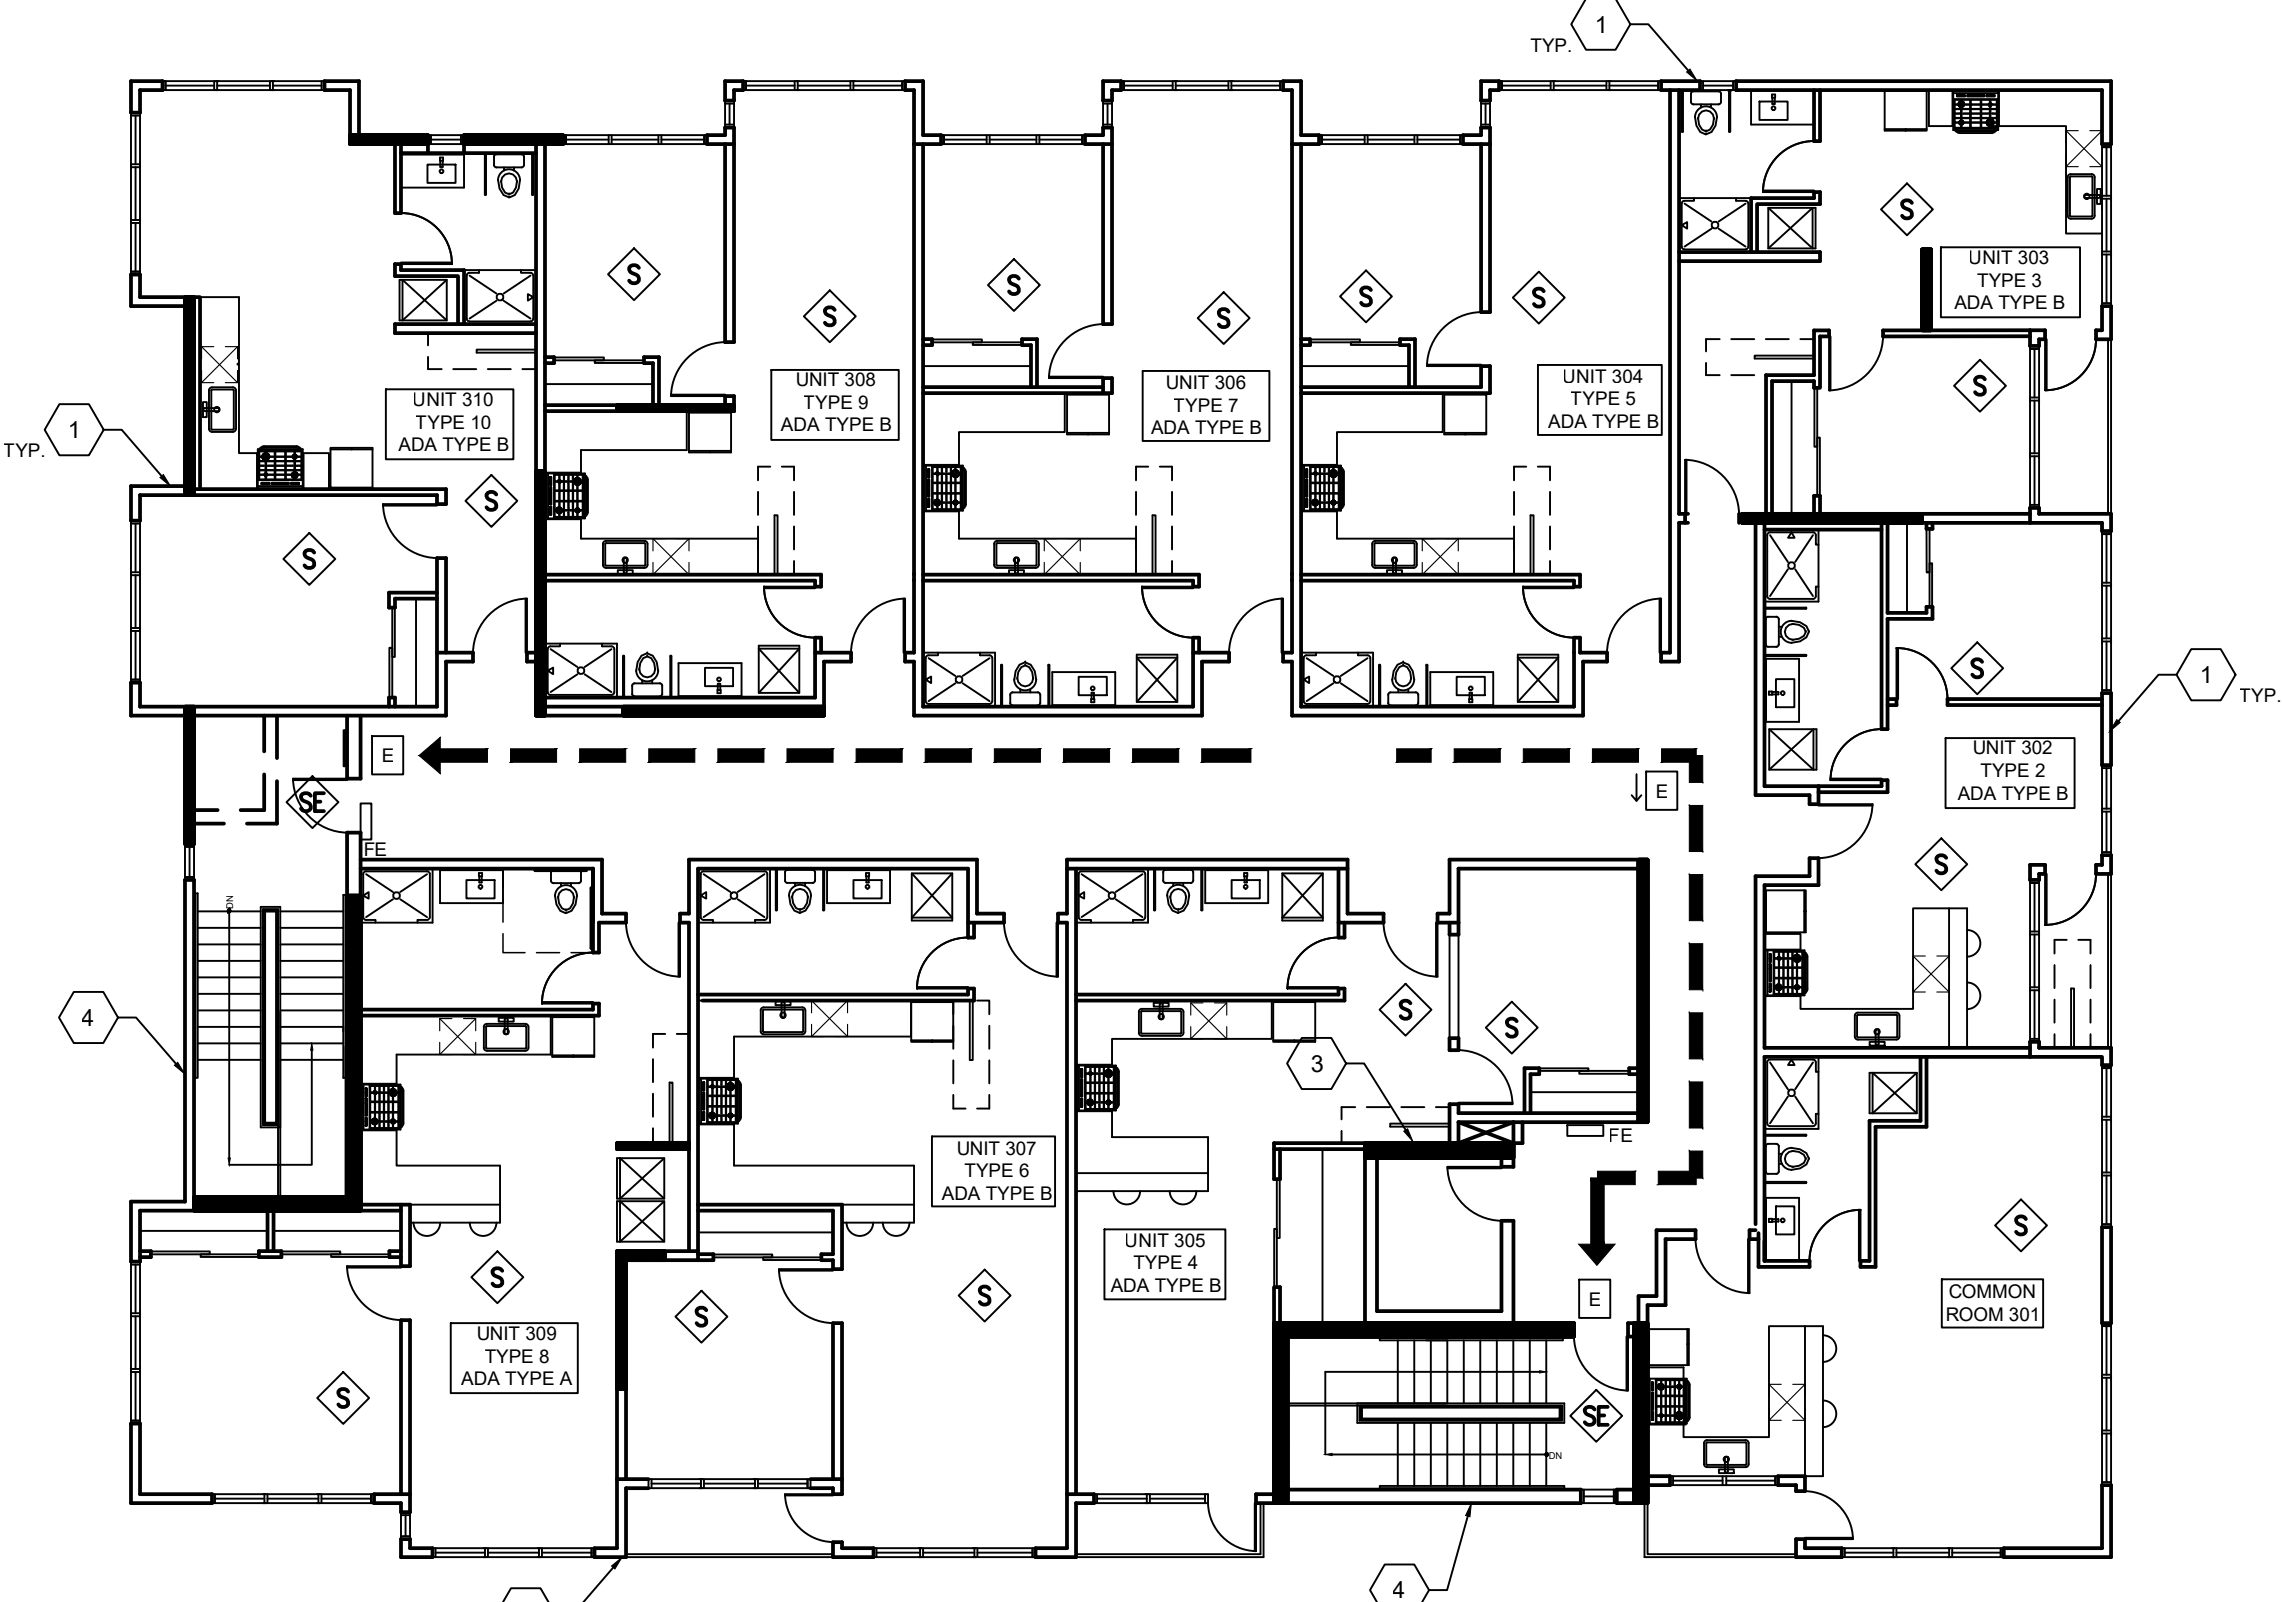 1
TYP.
S
UNIT 303
TYPE 3
ADA TYPE B
S
S
S
S
S
S
S
UNIT 308
TYPE 9
ADA TYPE B
UNIT 306
TYPE 7
ADA TYPE B
UNIT 304
TYPE 5
ADA TYPE B
S
UNIT 310
TYPE 10
ADA TYPE B
1
TYP.
S
S
S
1
TYP.
E
E
UNIT 302
TYPE 2
ADA TYPE B
SE
FE
S
DN
4
S
S
3
FE
UNIT 307
TYPE 6
ADA TYPE B
S
UNIT 305
TYPE 4
ADA TYPE B
S
S
S
E
COMMON
ROOM 301
UNIT 309
TYPE 8
ADA TYPE A
S
SE
DN
4